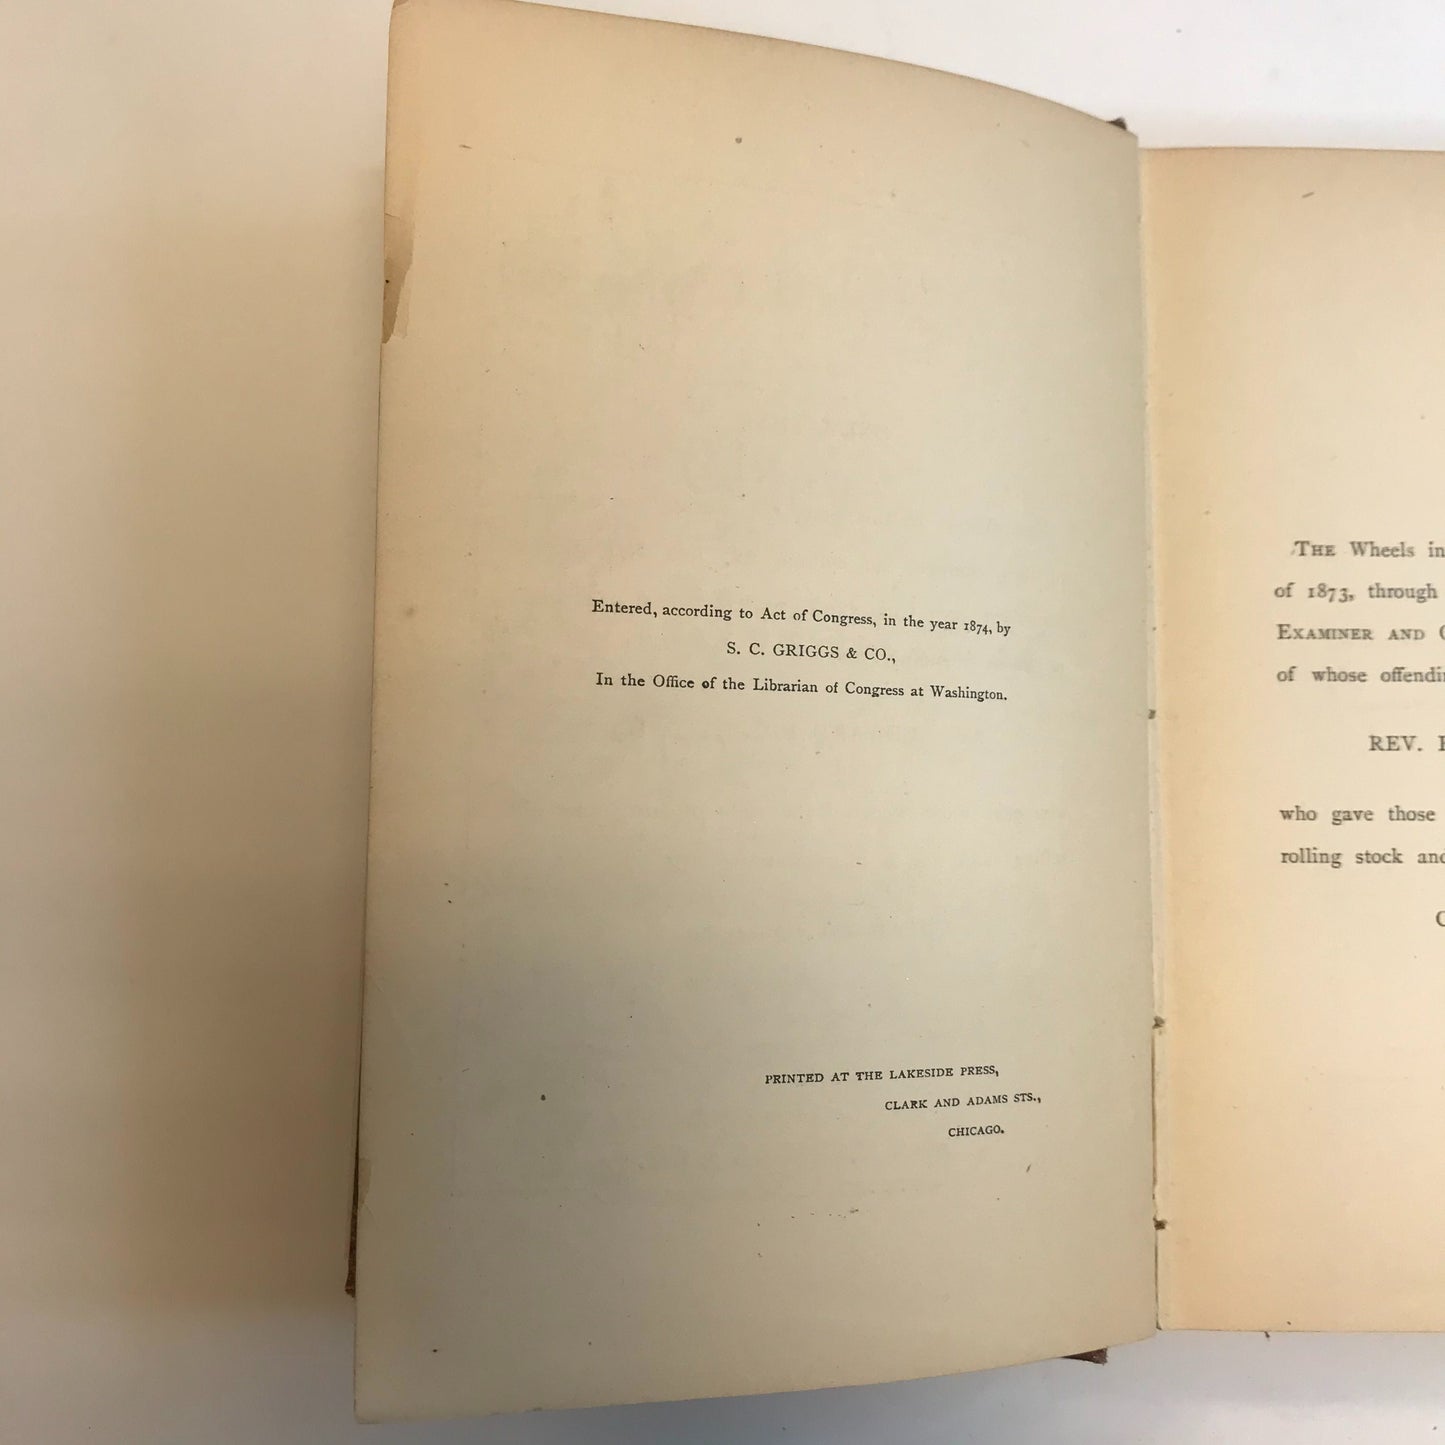 Entered, according to Act of Congress, in the year 1874, by
S. C. GRIGGS & CO.,
In the Office of the Librarian of Congress at Washington.
PRINTED AT THE LAKESIDE PRESS,
CLARK AND ADAMS STS.,
CHICAGO.
THE Wheels in
of 1873, through
EXAMINER AND
of whose
REV.
who gave those
rolling stock